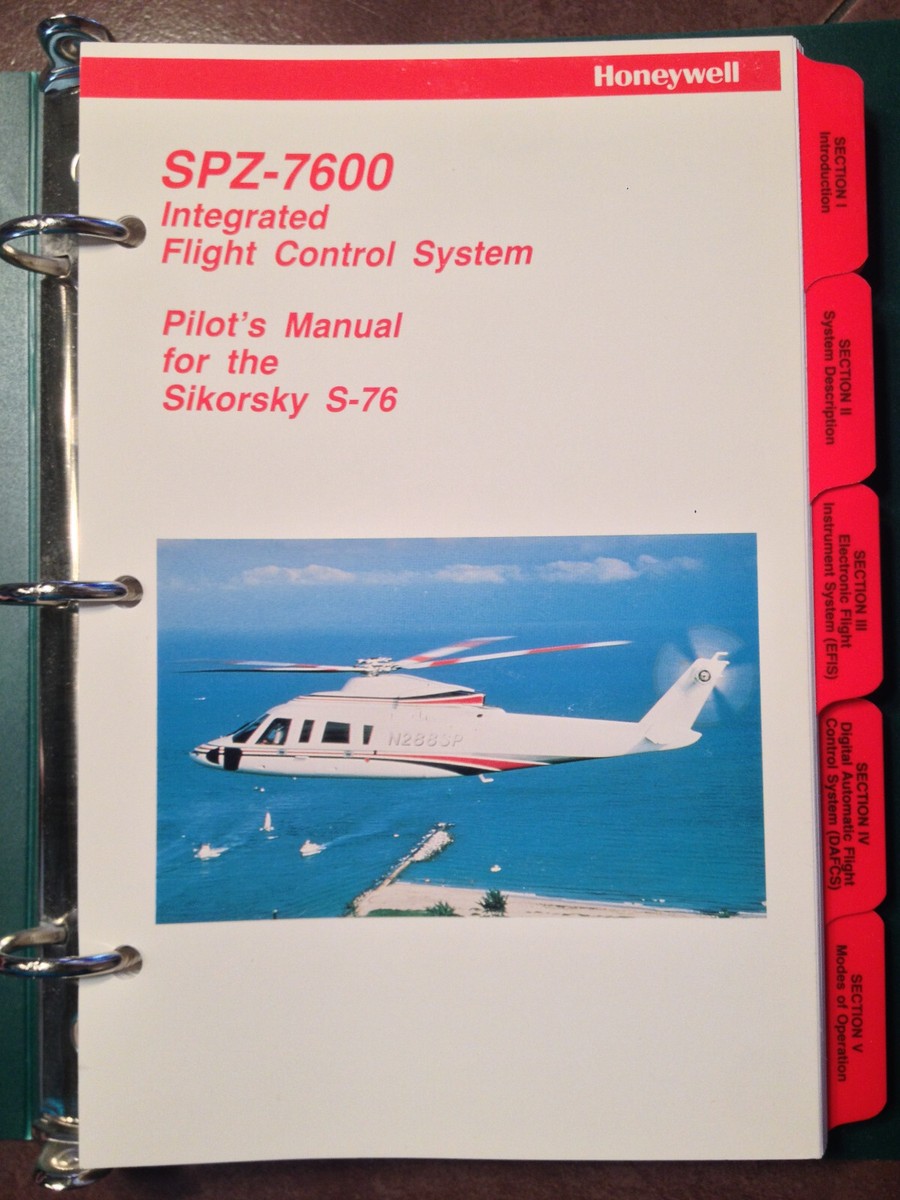 Honeywell
SPZ-7600
Integrated
Flight Control System
Pilot's Manual
for the
Sikorsky S-76
N288SP
SECTION I
Introduction
SECTION II
System Description
SECTION III
Electronic Flight
Instrument System (EFIS)
SECTION IV
Digital Automatic Flight
Control System (DAFCS)
SECTION V
Modes of Operation